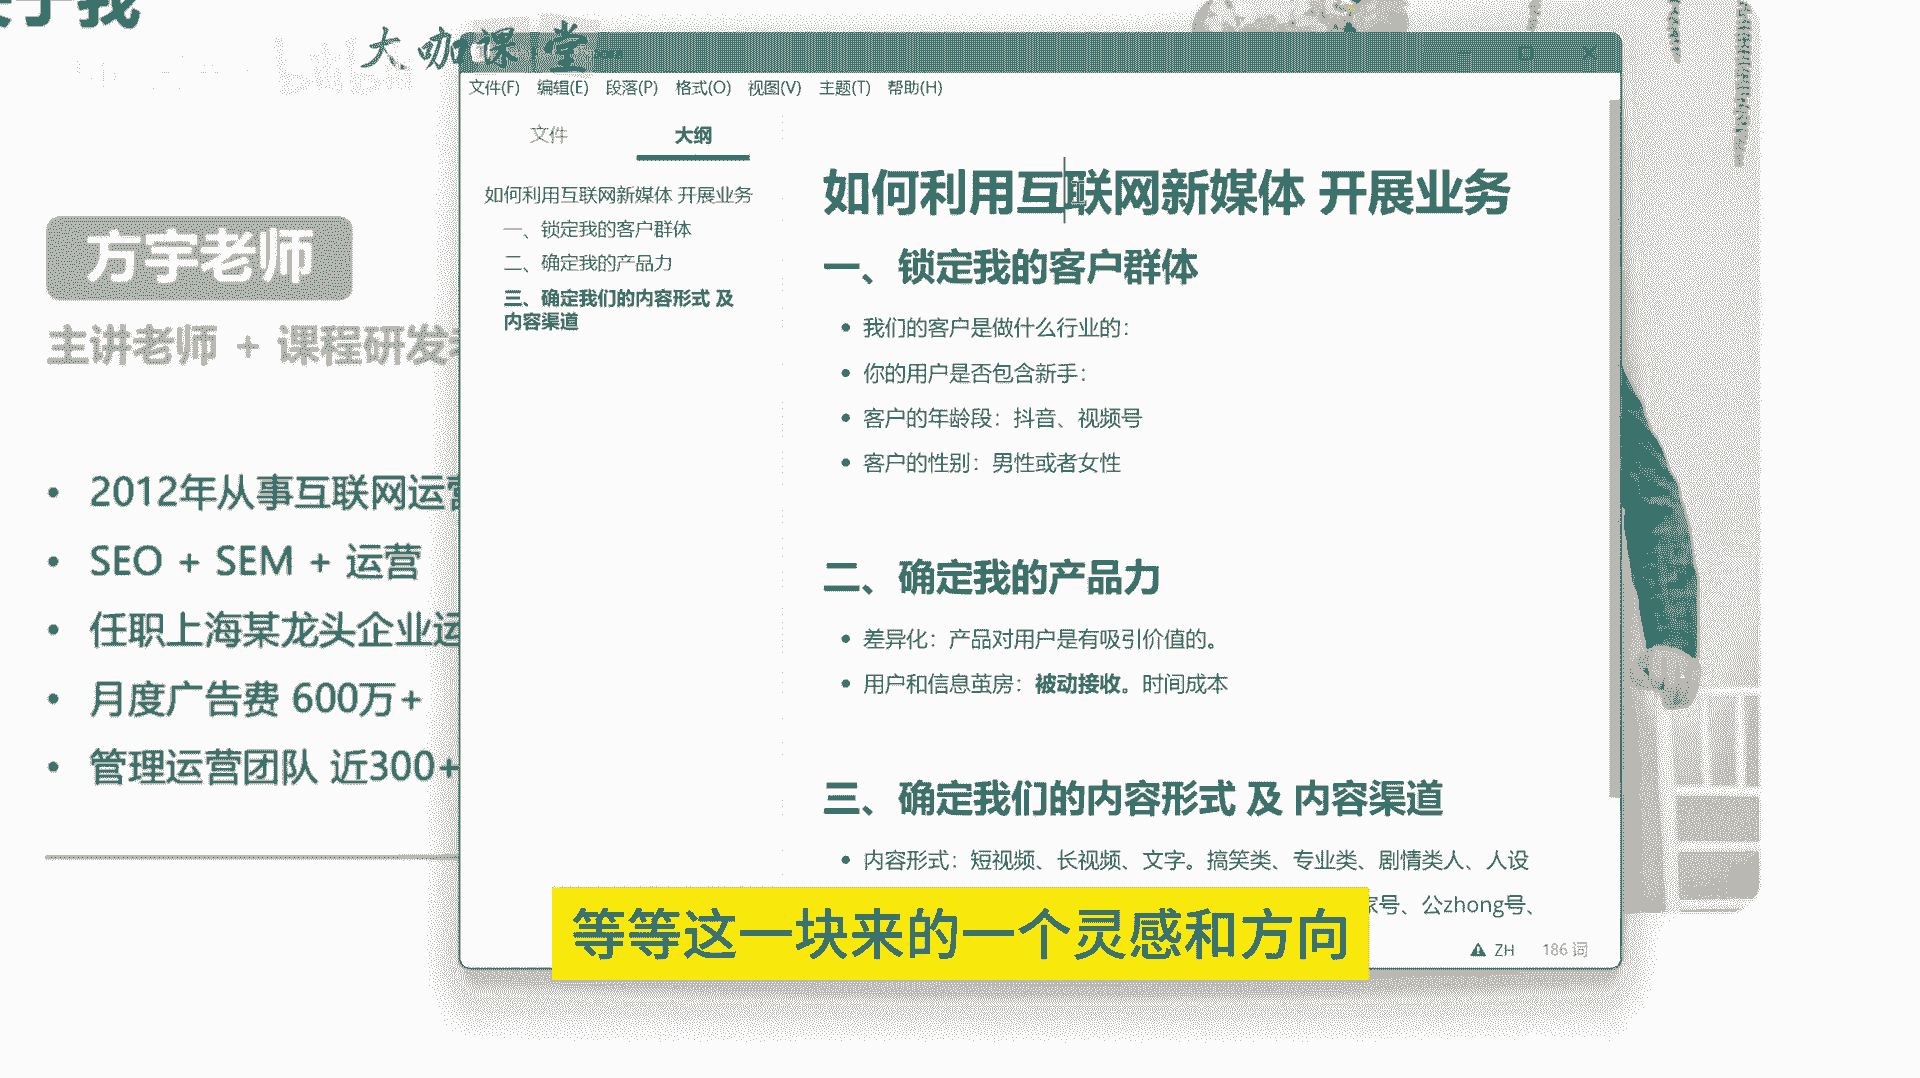 关于我
大咖课堂
bilibili
方宇老师
主讲老师 + 课程研发
• 2012年从事互联网运营
• SEO + SEM + 运营
• 任职上海某龙头企业运
• 月度广告费 600万+
• 管理运营团队 近300+
文件(F) 编辑(E) 段落(P) 格式(O) 视图(V) 主题(T) 帮助(H)
文件 大纲
如何利用互联网新媒体 开展业务
一、锁定我的客户群体
二、确定我的产品力
三、确定我们的内容形式 及
内容渠道
如何利用互联网新媒体 开展业务
一、锁定我的客户群体
• 我们的客户是做什么行业的：
• 你的用户是否包含新手：
• 客户的年龄段：抖音、视频号
• 客户的性别：男性或者女性
二、确定我的产品力
• 差异化：产品对用户是有吸引价值的。
• 用户和信息茧房：被动接收。时间成本
三、确定我们的内容形式 及 内容渠道
• 内容形式：短视频、长视频、文字。搞笑类、专业类、剧情类人、人设
家号、公zhong号、
等等这一块来的一个灵感和方向
ZH 186 词